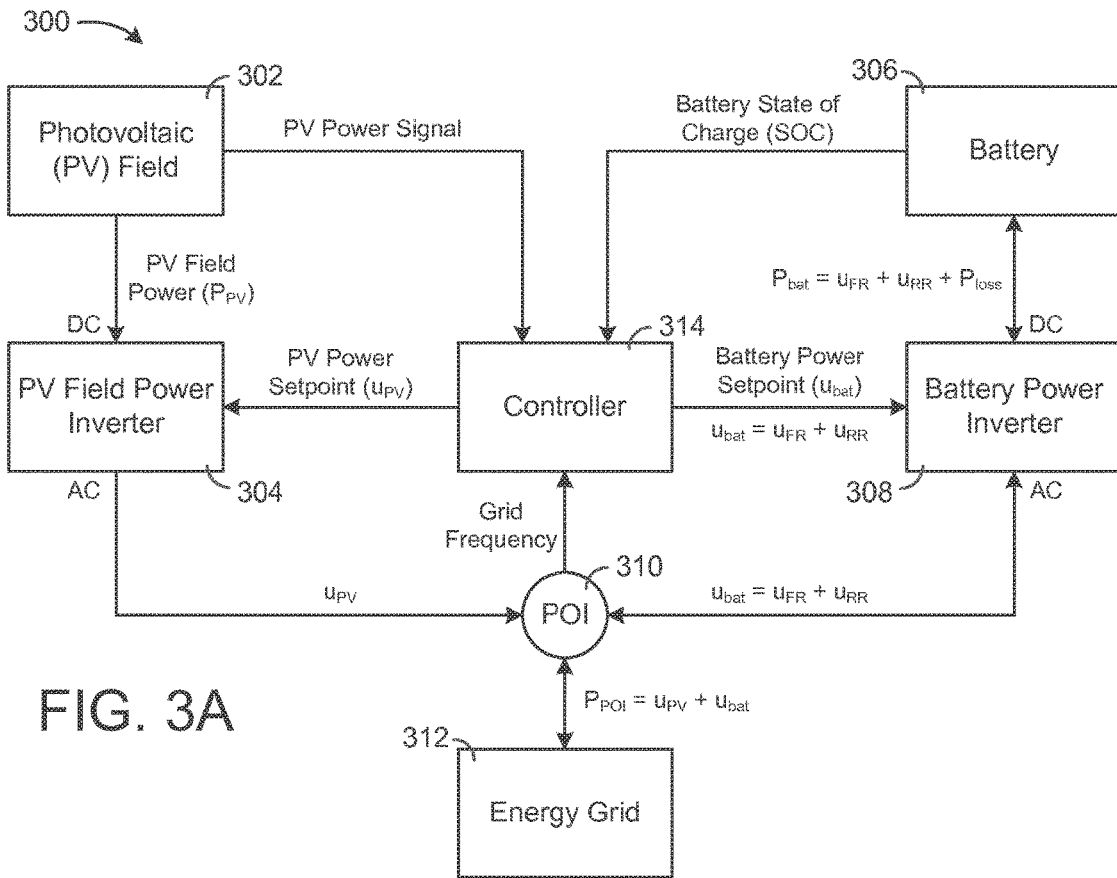 300
302
306
Photovoltaic
(PV) Field
PV Power Signal
Battery State of
Charge (SOC)
Battery
PV Field
Power (P_PV)
P_bat = u_FR + u_RR + P_loss
DC
314
DC
PV Field Power
Inverter
PV Power
Setpoint (u_PV)
Controller
Battery Power
Setpoint (u_bat)
u_bat = u_FR + u_RR
Battery Power
Inverter
AC
304
308
AC
Grid
Frequency
310
u_PV
POI
u_bat = u_FR + u_RR
FIG. 3A
P_POI = u_PV + u_bat
312
Energy Grid